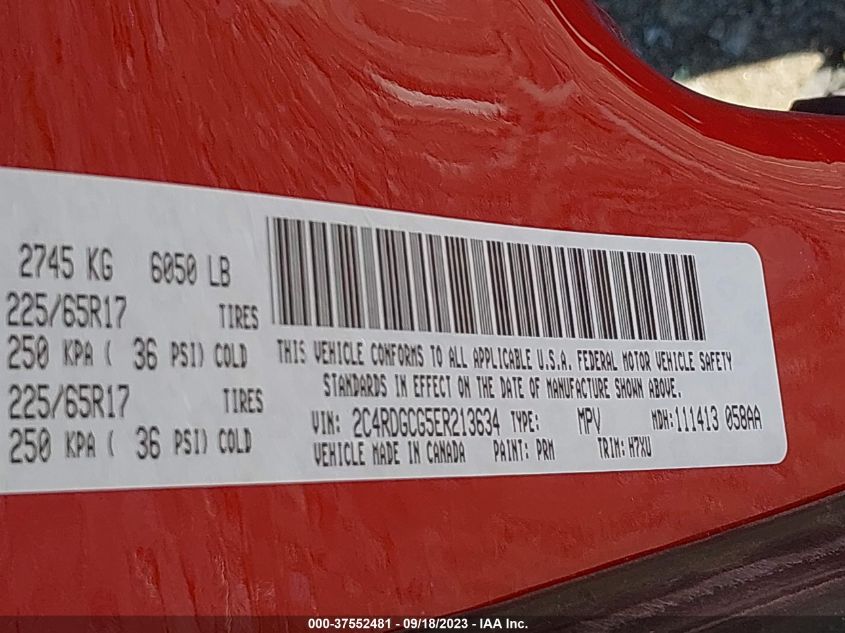 2745 KG 6050 LB
225/65R17 TIRES
250 KPA ( 36 PSI) COLD
225/65R17 TIRES
250 KPA ( 36 PSI) COLD
THIS VEHICLE CONFORMS TO ALL APPLICABLE U.S.A. FEDERAL MOTOR VEHICLE SAFETY
STANDARDS IN EFFECT ON THE DATE OF MANUFACTURE SHOWN ABOVE.
VIN: 2C4RDGCG5ER213634 TYPE: MPV MDH:111413 058AA
VEHICLE MADE IN CANADA PAINT: PRM TRIM: H7XU
000-37552481 - 09/18/2023 - IAA Inc.